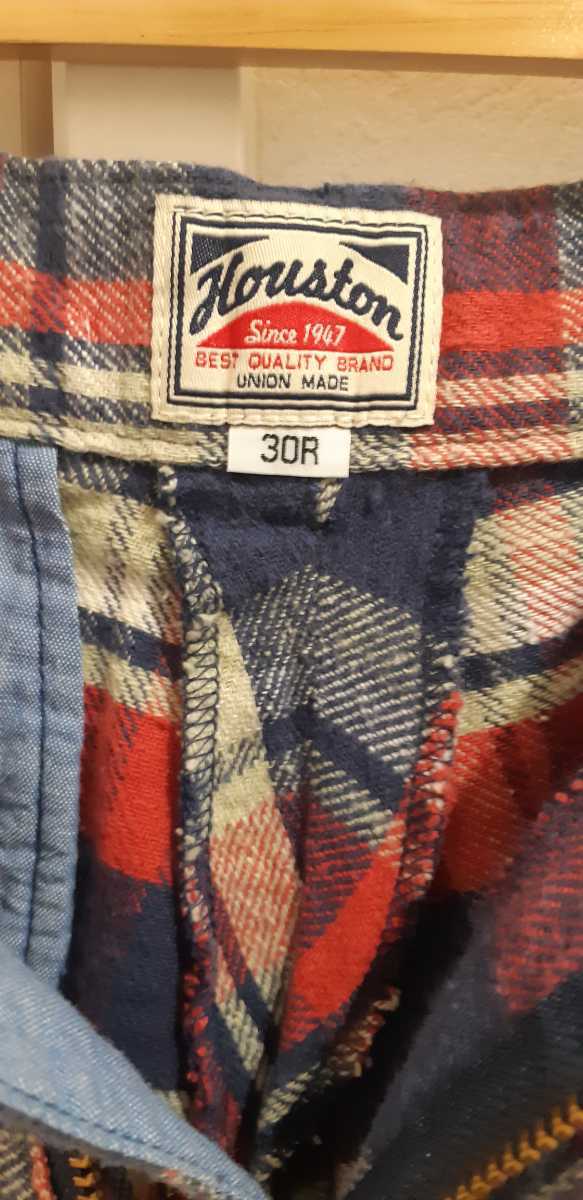 Houston
Since 1947
BEST QUALITY BRAND
UNION MADE
30R